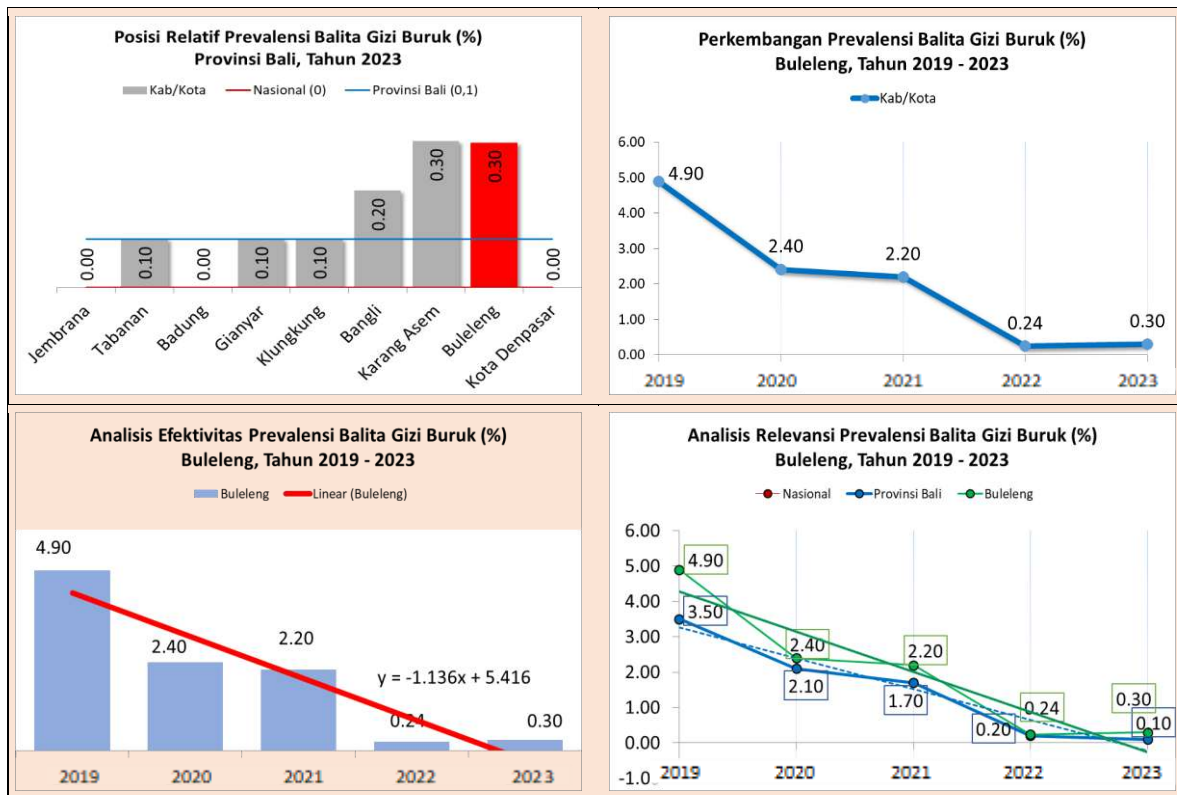 Posisi Relatif Prevalensi Balita Gizi Buruk (%)
Provinsi Bali, Tahun 2023
Kab/Kota Nasional (0) Provinsi Bali (0,1)
0.00 0.10 0.00 0.10 0.10 0.20 0.30 0.30 0.00
Jembrana Tabanan Badung Gianyar Klungkung Bangli Karang Asem Buleleng Kota Denpasar
Perkembangan Prevalensi Balita Gizi Buruk (%)
Buleleng, Tahun 2019 - 2023
Kab/Kota
6.00
5.00
4.00
3.00
2.00
1.00
0.00
4.90
2.40
2.20
0.24
0.30
2019 2020 2021 2022 2023
Analisis Efektivitas Prevalensi Balita Gizi Buruk (%)
Buleleng, Tahun 2019 - 2023
Buleleng Linear (Buleleng)
4.90
2.40
2.20
0.24
0.30
y = -1.136x + 5.416
2019 2020 2021 2022 2023
Analisis Relevansi Prevalensi Balita Gizi Buruk (%)
Buleleng, Tahun 2019 - 2023
Nasional Provinsi Bali Buleleng
6.00
5.00
4.00
3.00
2.00
1.00
0.00
-1.0
4.90
3.50
2.40
2.10
2.20
1.70
0.24
0.20
0.30
0.10
2019 2020 2021 2022 2023